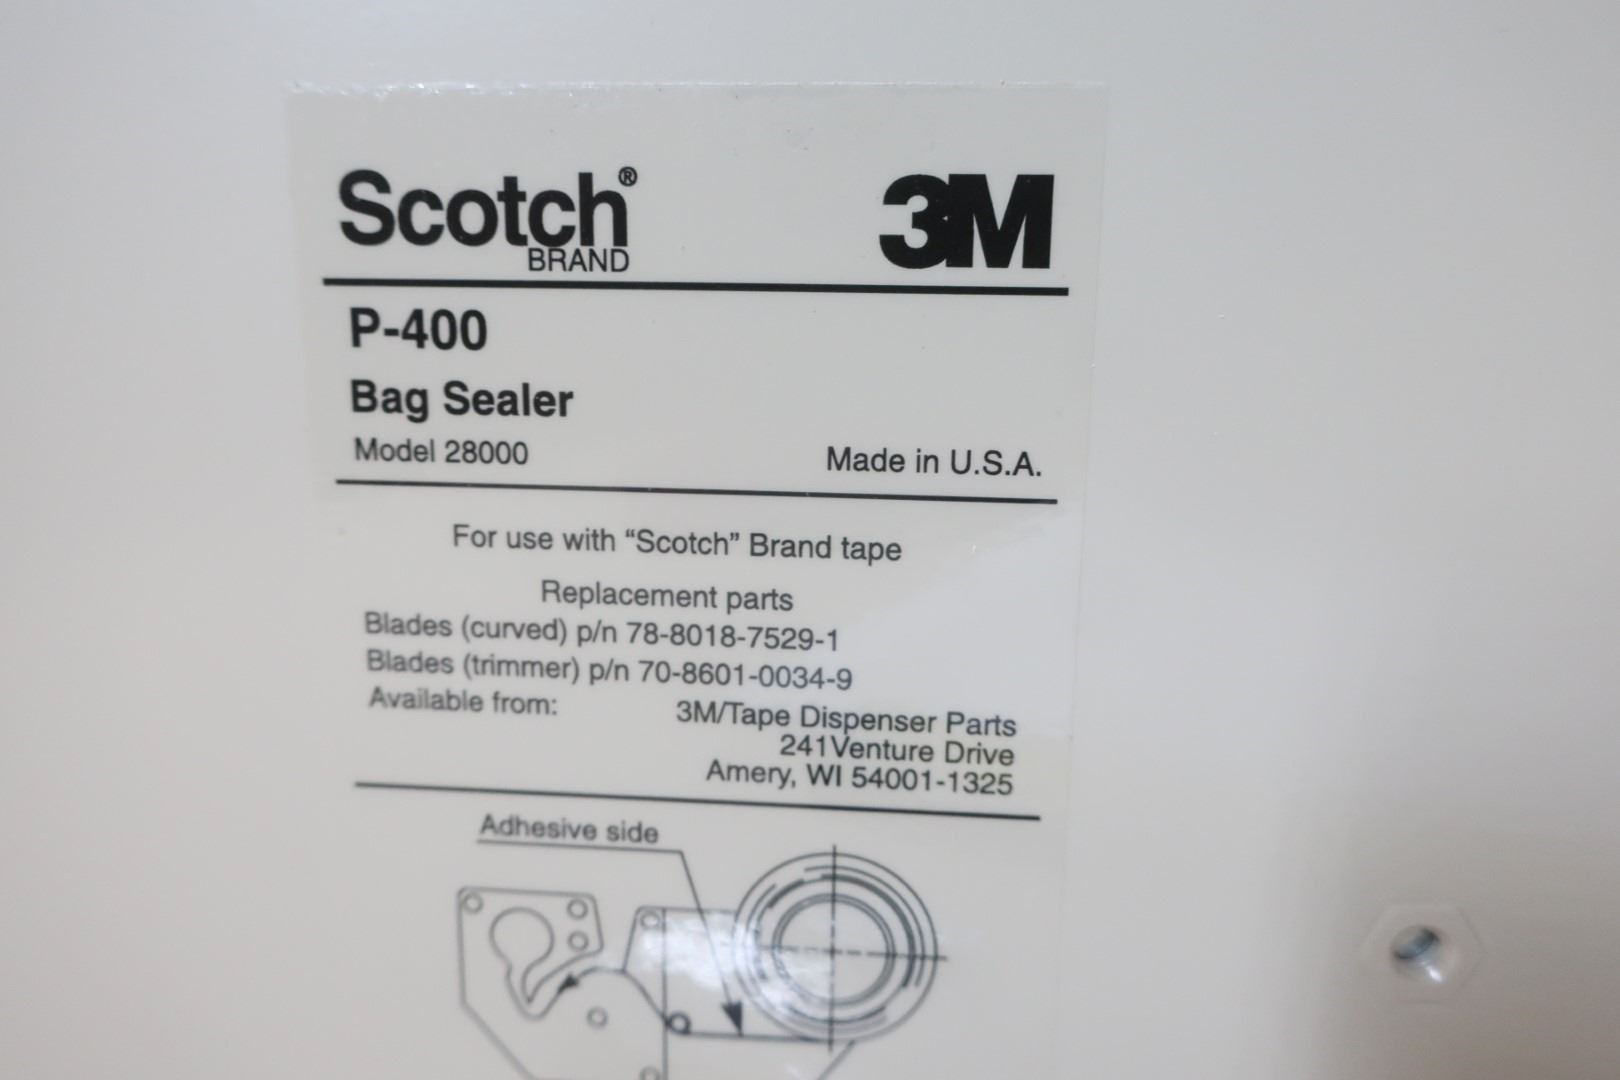 Scotch®
BRAND
3M
P-400
Bag Sealer
Model 28000
Made in U.S.A.
For use with “Scotch” Brand tape
Replacement parts
Blades (curved) p/n 78-8018-7529-1
Blades (trimmer) p/n 70-8601-0034-9
Available from:
3M/Tape Dispenser Parts
241Venture Drive
Amery, WI 54001-1325
Adhesive side